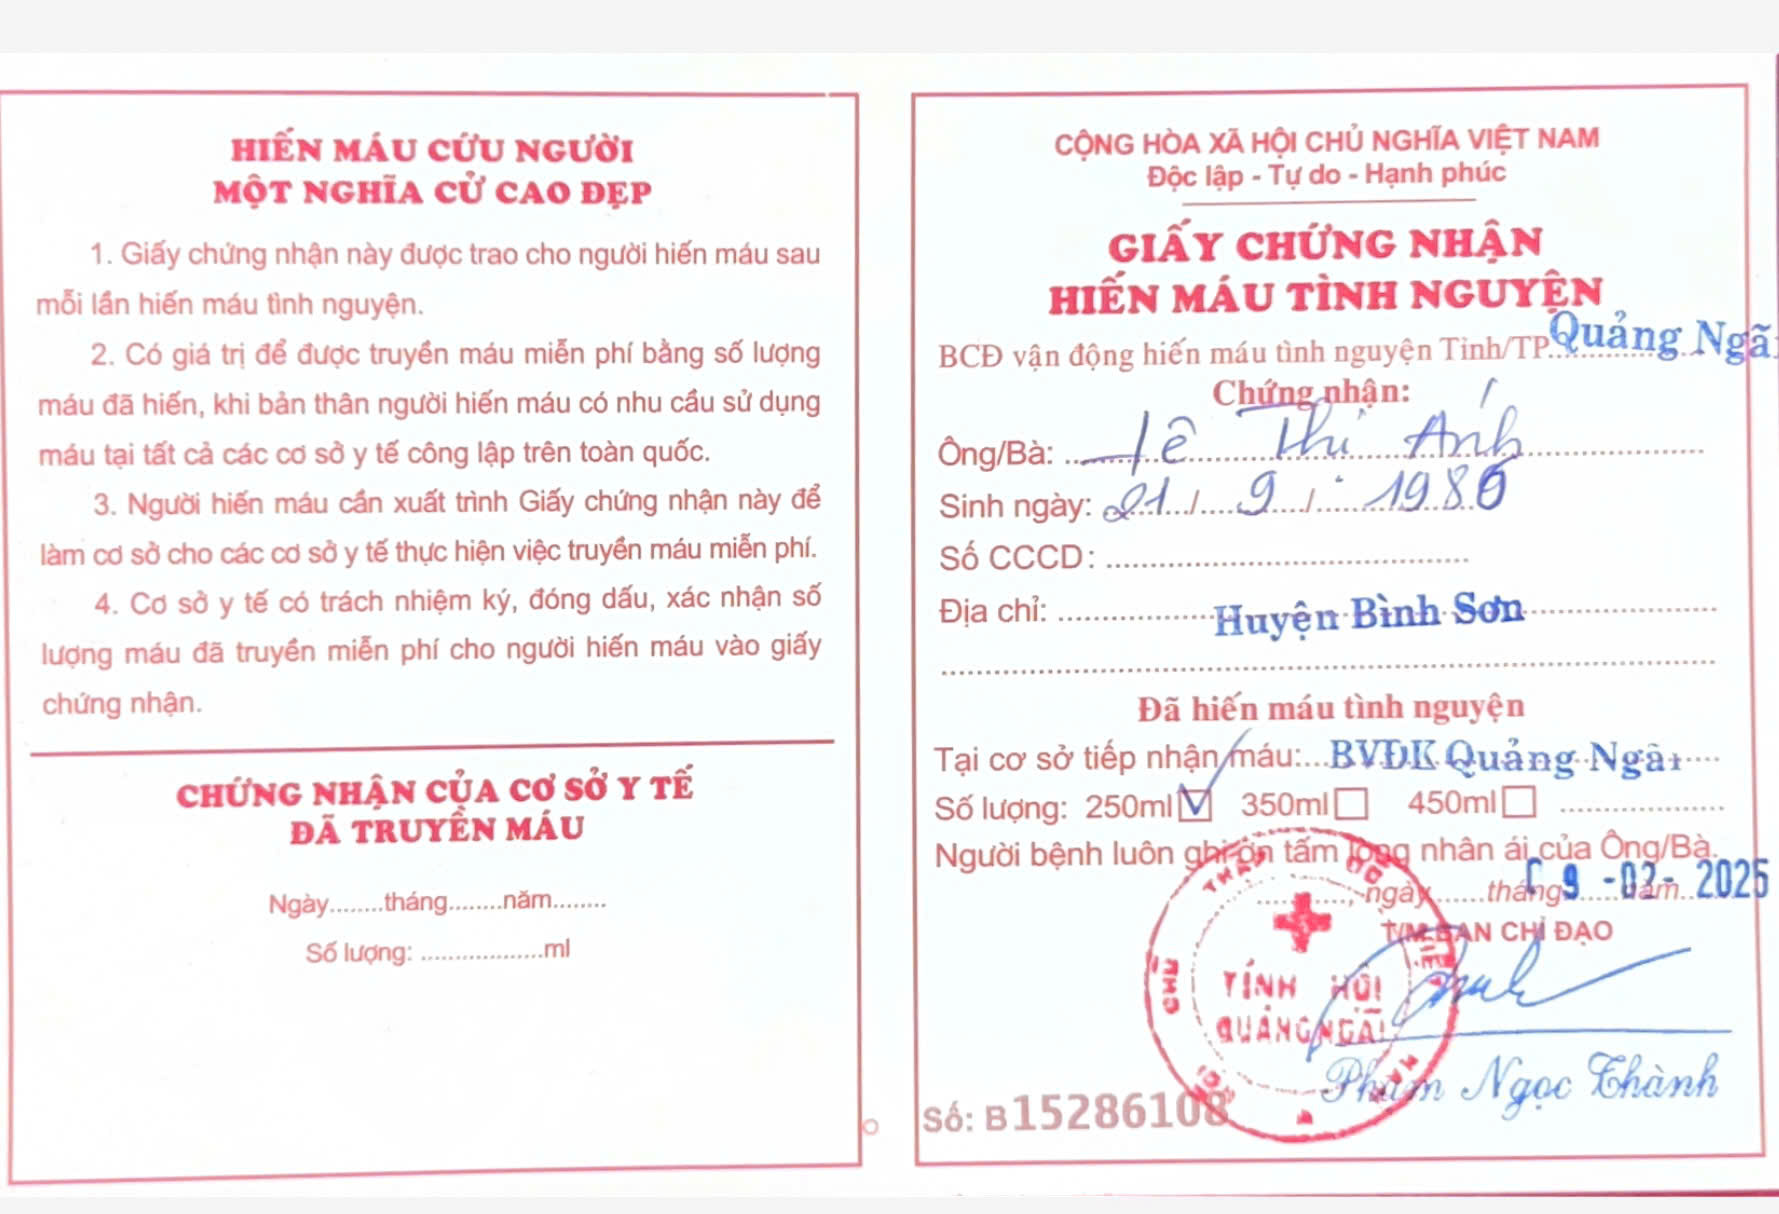 HIẾN MÁU CỨU NGƯỜI
MỘT NGHĨA CỬ CAO ĐẸP
1. Giấy chứng nhận này được trao cho người hiến máu sau
mỗi lần hiến máu tình nguyện.
2. Có giá trị để được truyền máu miễn phí bằng số lượng
máu đã hiến, khi bản thân người hiến máu có nhu cầu sử dụng
máu tại tất cả các cơ sở y tế công lập trên toàn quốc.
3. Người hiến máu cần xuất trình Giấy chứng nhận này để
làm cơ sở cho các cơ sở y tế thực hiện việc truyền máu miễn phí.
4. Cơ sở y tế có trách nhiệm ký, đóng dấu, xác nhận số
lượng máu đã truyền miễn phí cho người hiến máu vào giấy
chứng nhận.
CHỨNG NHẬN CỦA CƠ SỞ Y TẾ
ĐÃ TRUYỀN MÁU
Ngày........tháng........năm........
Số lượng: ..................ml
CỘNG HÒA XÃ HỘI CHỦ NGHĨA VIỆT NAM
Độc lập - Tự do - Hạnh phúc
GIẤY CHỨNG NHẬN
HIẾN MÁU TÌNH NGUYỆN
BCĐ vận động hiến máu tình nguyện Tỉnh/TP Quảng Ngãi
Chứng nhận:
Ông/Bà: Lê Thị Ánh
Sinh ngày: 21 / 9 / 1986
Số CCCD: ........................................
Địa chỉ: Huyện Bình Sơn
Đã hiến máu tình nguyện
Tại cơ sở tiếp nhận máu: BVĐK Quảng Ngãi
Số lượng: 250ml 350ml 450ml
Người bệnh luôn ghi ơn tấm lòng nhân ái của Ông/Bà.
........., ngày.......tháng.......năm 09 -02- 2025
T/M BAN CHỈ ĐẠO
TỈNH HỘI
QUẢNG NGÃI
Phạm Ngọc Thành
Số: B15286108